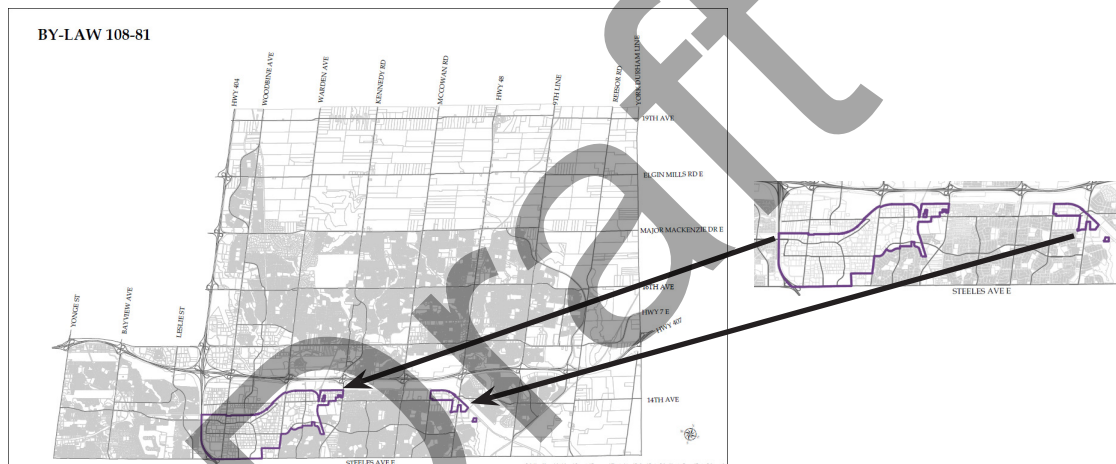 BY-LAW 108-81
HWY 404
WOODBINE AVE
WARDEN AVE
KENNEDY RD
MCCOWAN RD
HWY 48
9TH LINE
REESOR RD
YORK DURHAM LINE
19TH AVE
ELGIN MILLS RD E
MAJOR MACKENZIE DR E
16TH AVE
HWY 7 E
HWY 407
YONGE ST
BAYVIEW AVE
LESLIE ST
14TH AVE
STEELES AVE E
STEELES AVE E
Draft